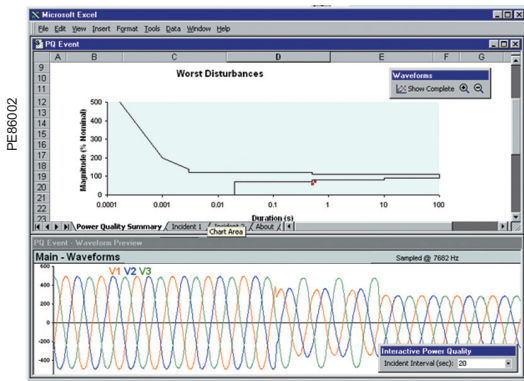 PE86002
Microsoft Excel
File Edit View Insert Format Tools Data Window Help
PQ Event
A B C D E F G
9
10
11
12
13
14
15
16
17
18
19
20
21
22
23
Worst Disturbances
Waveforms
Show Complete
Magnitude (% Nominal)
500
400
300
200
100
0
0.0001 0.001 0.01 0.1 1 10 100
Duration (s)
Power Quality Summary Incident 1 About
Chart Area
PQ Event - Waveform Preview
Main - Waveforms
Sampled @ 7682 Hz
V1 V2 V3
600
400
200
0
-200
-400
Interactive Power Quality
Incident Interval (sec): 20